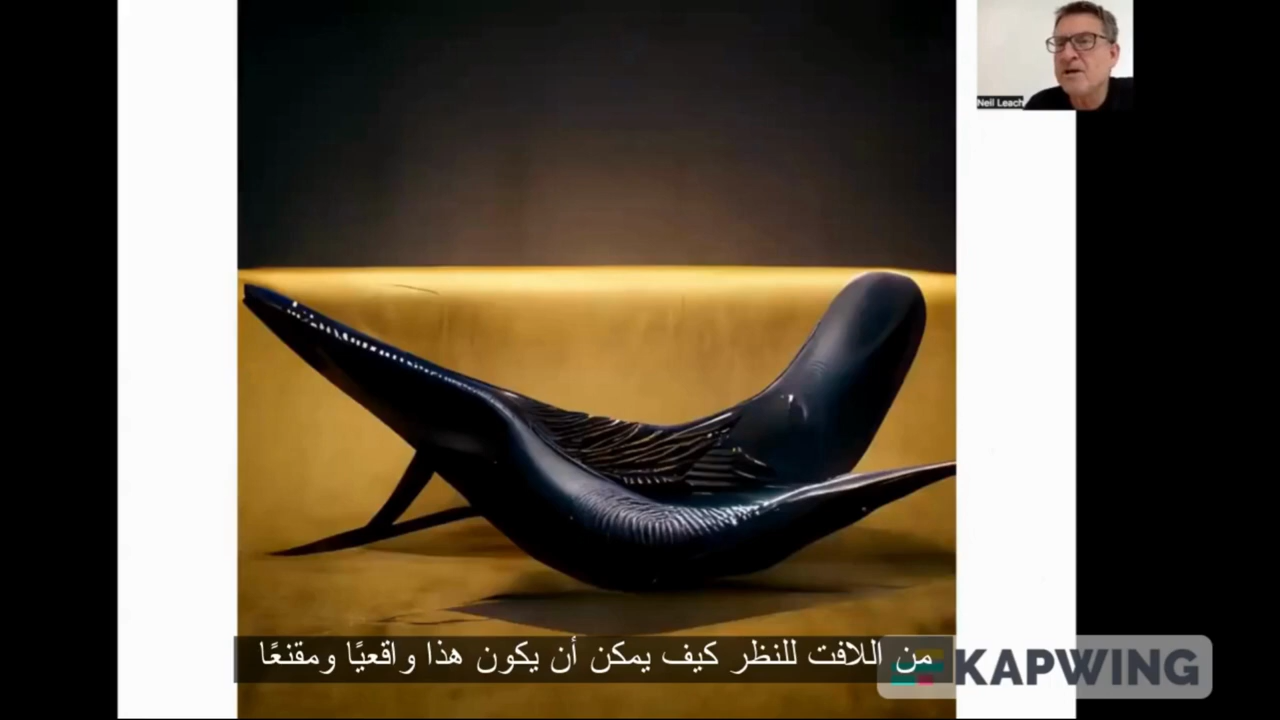 Neil Leach
من اللافت للنظر كيف يمكن أن يكون هذا واقعيًا ومقنعًا
KAPWING